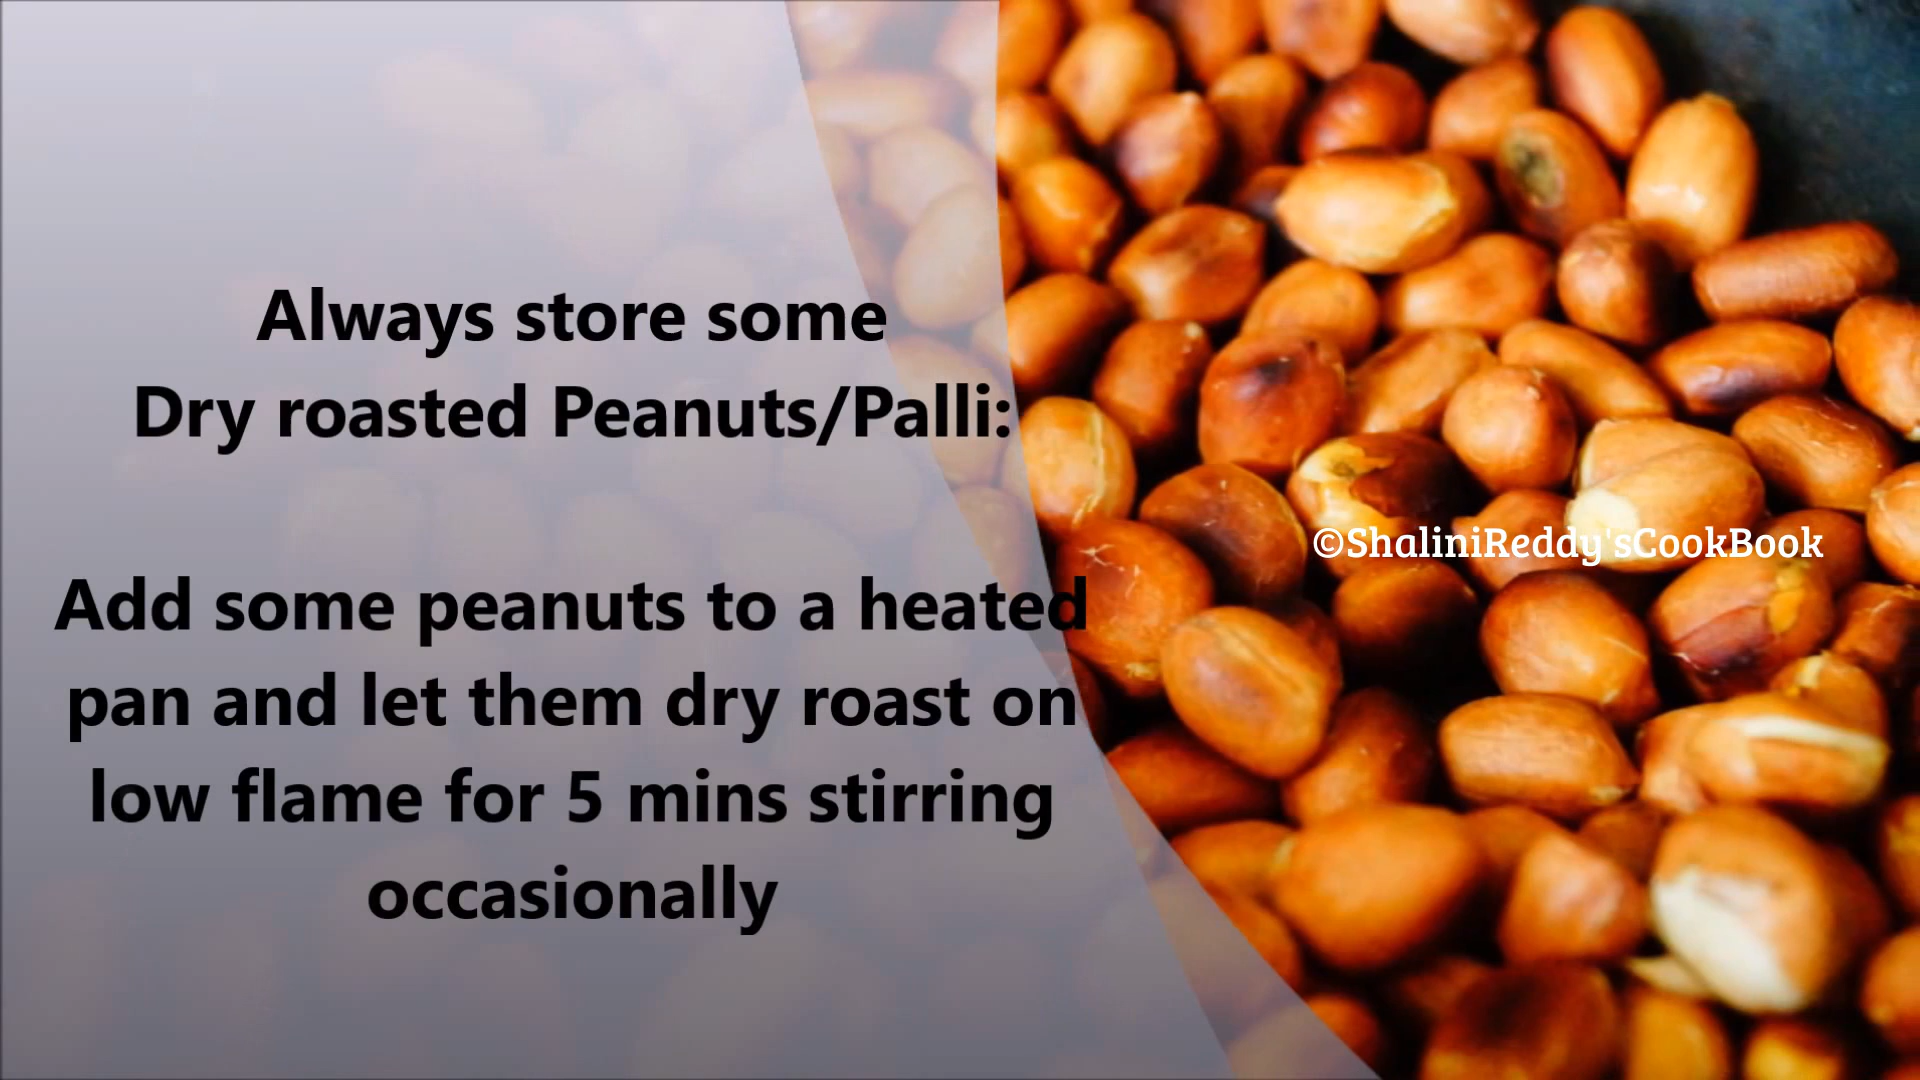 Always store some
Dry roasted Peanuts/Palli:
Add some peanuts to a heated
pan and let them dry roast on
low flame for 5 mins stirring
occasionally
©ShaliniReddy'sCookBook